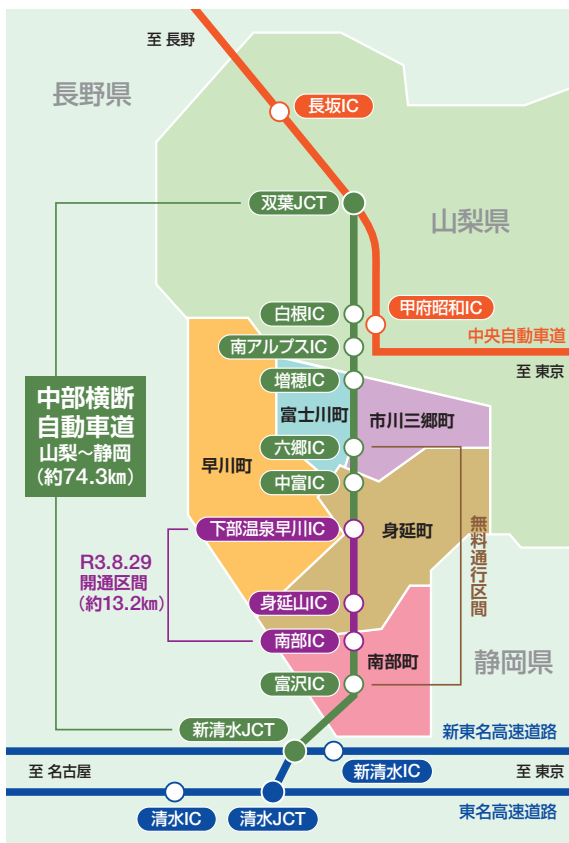 至 長野
長野県
長坂IC
双葉JCT
山梨県
白根IC
甲府昭和IC
中央自動車道
南アルプスIC
至 東京
増穂IC
中部横断
自動車道
山梨〜静岡
(約74.3km)
富士川町
市川三郷町
六郷IC
早川町
中富IC
下部温泉早川IC
身延町
無料通行区間
R3.8.29
開通区間
(約13.2km)
身延山IC
南部IC
南部町
静岡県
富沢IC
新清水JCT
新東名高速道路
至 名古屋
新清水IC
至 東京
清水IC
清水JCT
東名高速道路